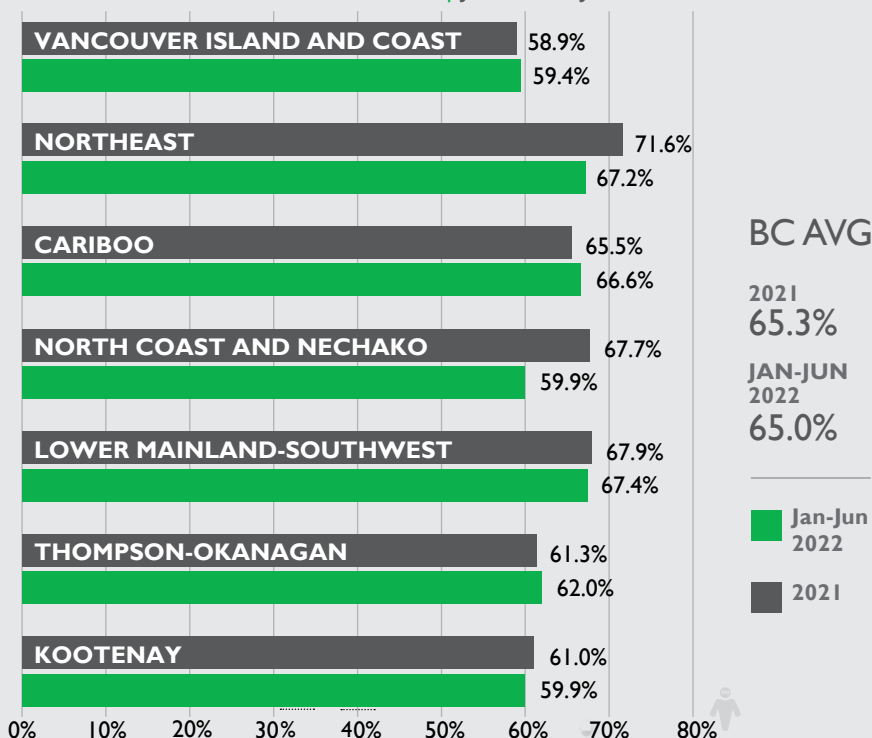 VANCOUVER ISLAND AND COAST 58.9%
59.4%
NORTHEAST 71.6%
67.2%
CARIBOO 65.5%
66.6%
NORTH COAST AND NECHAKO 67.7%
59.9%
LOWER MAINLAND-SOUTHWEST 67.9%
67.4%
THOMPSON-OKANAGAN 61.3%
62.0%
KOOTENAY 61.0%
59.9%
0% 10% 20% 30% 40% 50% 60% 70% 80%
BC AVG
2021
65.3%
JAN-JUN
2022
65.0%
Jan-Jun
2022
2021